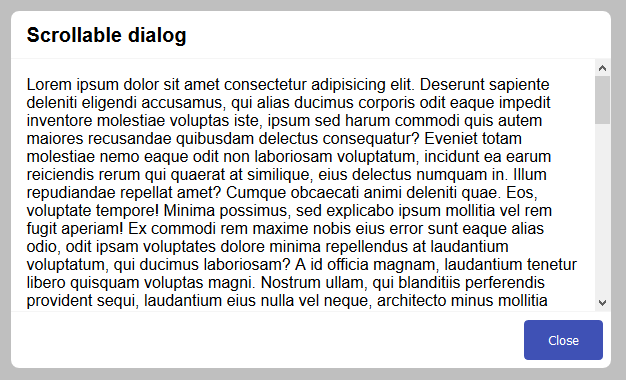 Scrollable dialog
Lorem ipsum dolor sit amet consectetur adipisicing elit. Deserunt sapiente
deleniti eligendi accusamus, qui alias ducimus corporis odit eaque impedit
inventore molestiae voluptas iste, ipsum sed harum commodi quis autem
maiores recusandae quibusdam delectus consequatur? Eveniet totam
molestiae nemo eaque odit non laboriosam voluptatum, incidunt ea earum
reiciendis rerum qui quaerat at similique, eius delectus numquam in. Illum
repudiandae repellat amet? Cumque obcaecati animi deleniti quae. Eos,
voluptate tempore! Minima possimus, sed explicabo ipsum mollitia vel rem
fugit aperiam! Ex commodi rem maxime nobis eius error sunt eaque alias
odio, odit ipsam voluptates dolore minima repellendus at laudantium
voluptatum, qui ducimus laboriosam? A id officia magnam, laudantium tenetur
libero quisquam voluptas magni. Nostrum ullam, qui blanditiis perferendis
provident sequi, laudantium eius nulla vel neque, architecto minus mollitia
Close